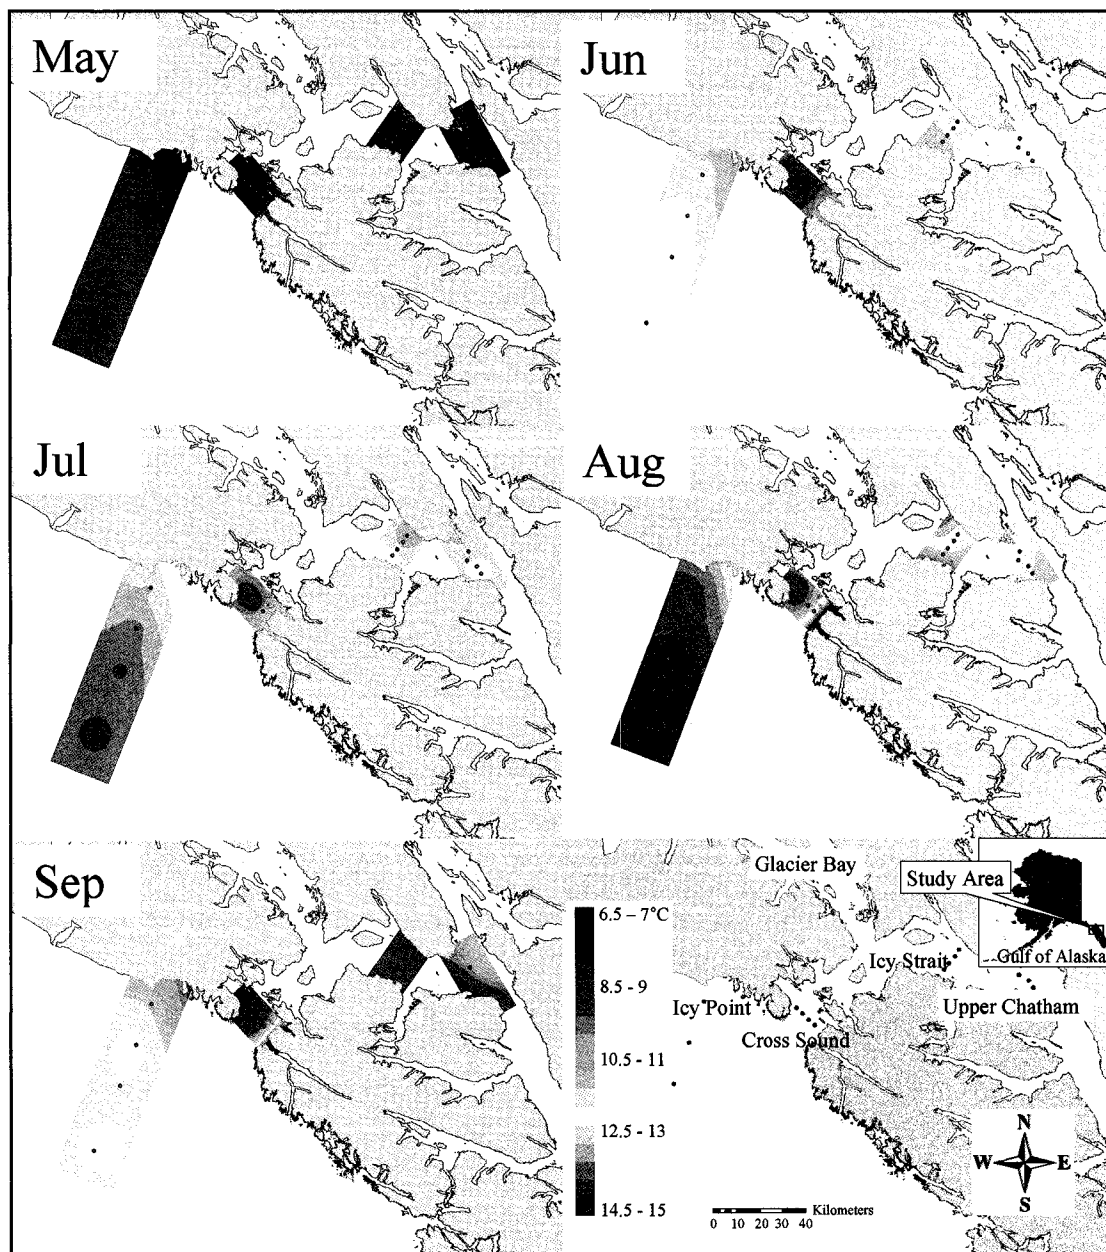 May
Jun
Jul
Aug
Sep
Glacier Bay
Study Area
Gulf of Alaska
Icy Strait
Upper Chatham
Icy Point
Cross Sound
6.5 – 7°C
8.5 - 9
10.5 - 11
12.5 - 13
14.5 - 15
N
W E
S
Kilometers
0 10 20 30 40